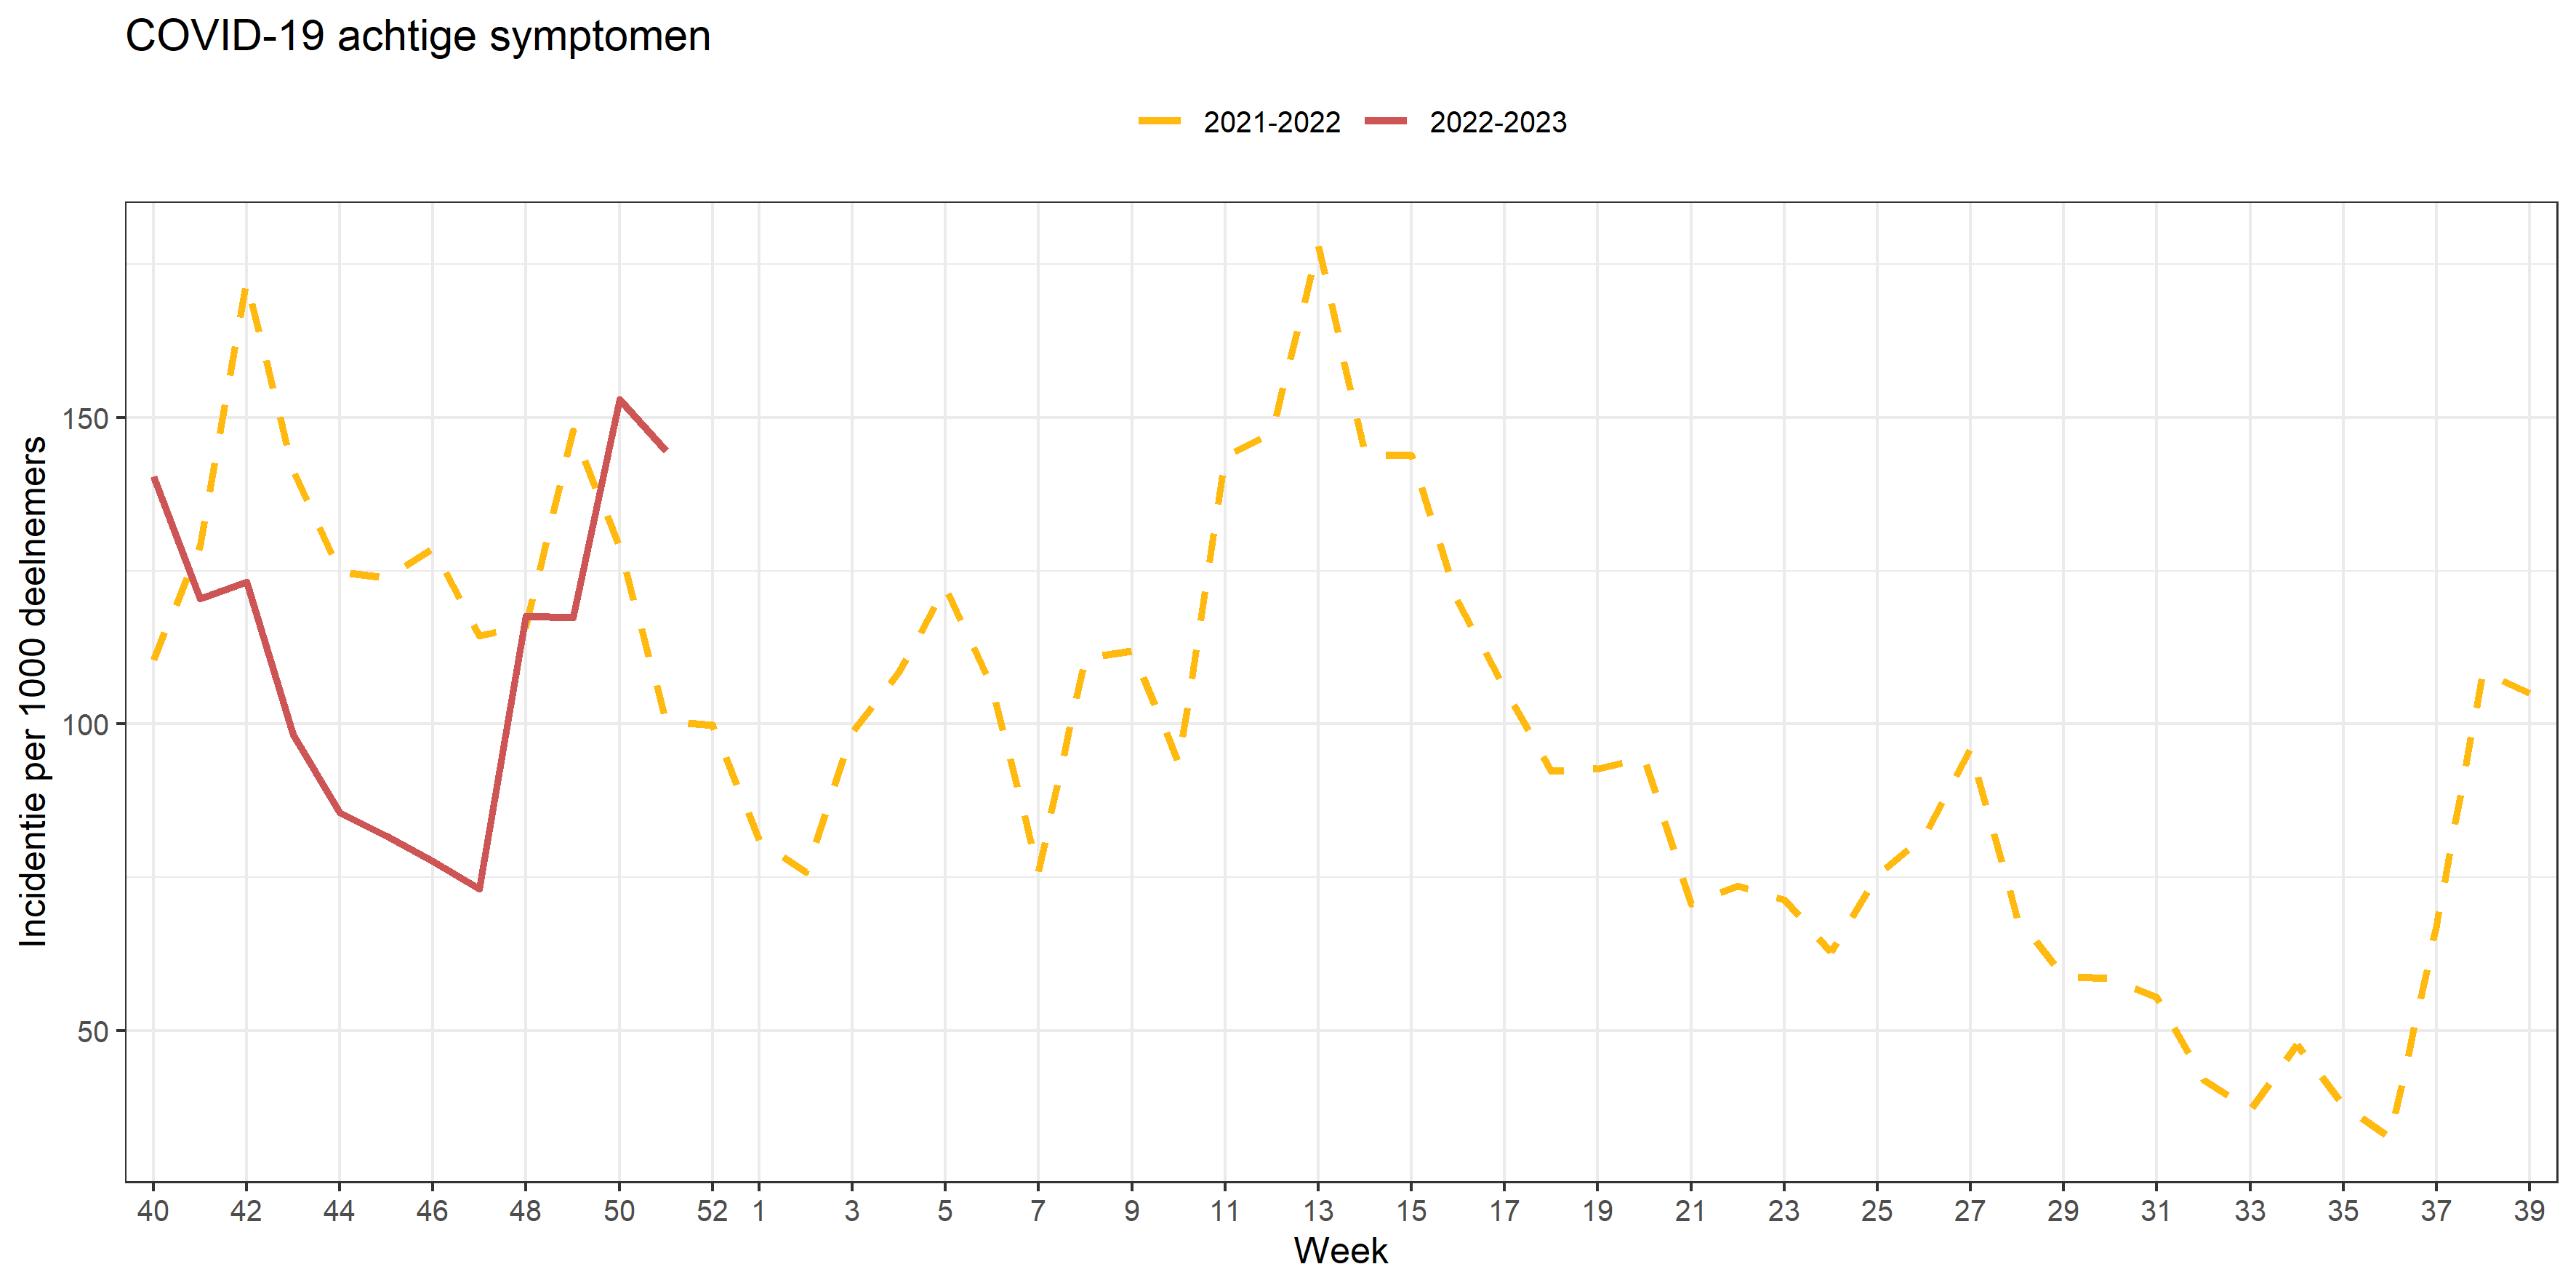 COVID-19 achtige symptomen
2021-2022 2022-2023
Incidentie per 1000 deelnemers
150
100
50
40 42 44 46 48 50 52 1 3 5 7 9 11 13 15 17 19 21 23 25 27 29 31 33 35 37 39
Week